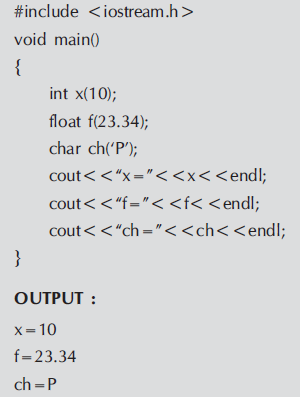 #include <iostream.h>
void main()
{
int x(10);
float f(23.34);
char ch(‘P’);
cout<<“x=”<<x<<endl;
cout<<“f=”<<f<<endl;
cout<<“ch=”<<ch<<endl;
}
OUTPUT :
x=10
f=23.34
ch=P